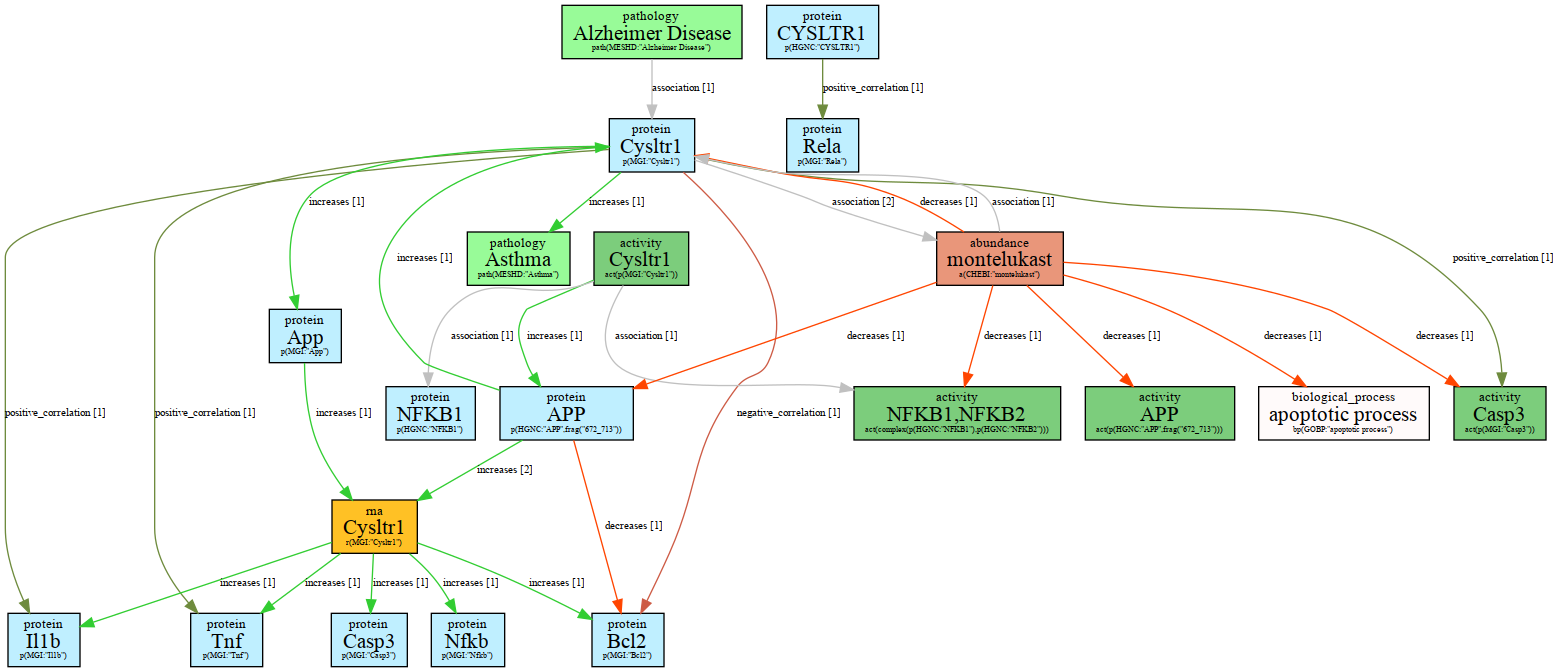 pathology
Alzheimer Disease
path(MESHD:"Alzheimer Disease")
protein
CYSLTR1
p(HGNC:"CYSLTR1")
association [1]
positive_correlation [1]
protein
Cysltr1
p(MGI:"Cysltr1")
protein
Rela
p(MGI:"Rela")
increases [1]
increases [1]
association [2]
decreases [1]
association [1]
pathology
Asthma
path(MESHD:"Asthma")
activity
Cysltr1
act(p(MGI:"Cysltr1"))
abundance
montelukast
a(CHEBI:"montelukast")
increases [1]
positive_correlation [1]
protein
App
p(MGI:"App")
association [1]
increases [1]
association [1]
decreases [1]
decreases [1]
decreases [1]
decreases [1]
decreases [1]
protein
NFKB1
p(HGNC:"NFKB1")
protein
APP
p(HGNC:"APP",frag("672_713"))
activity
NFKB1,NFKB2
act(complex(p(HGNC:"NFKB1"),p(HGNC:"NFKB2")))
activity
APP
act(p(HGNC:"APP",frag("672_713")))
biological_process
apoptotic process
bp(GOBP:"apoptotic process")
activity
Casp3
act(p(MGI:"Casp3"))
positive_correlation [1]
positive_correlation [1]
increases [1]
negative_correlation [1]
increases [2]
rna
Cysltr1
r(MGI:"Cysltr1")
decreases [1]
increases [1]
increases [1]
increases [1]
increases [1]
increases [1]
protein
Il1b
p(MGI:"Il1b")
protein
Tnf
p(MGI:"Tnf")
protein
Casp3
p(MGI:"Casp3")
protein
Nfkb
p(MGI:"Nfkb")
protein
Bcl2
p(MGI:"Bcl2")